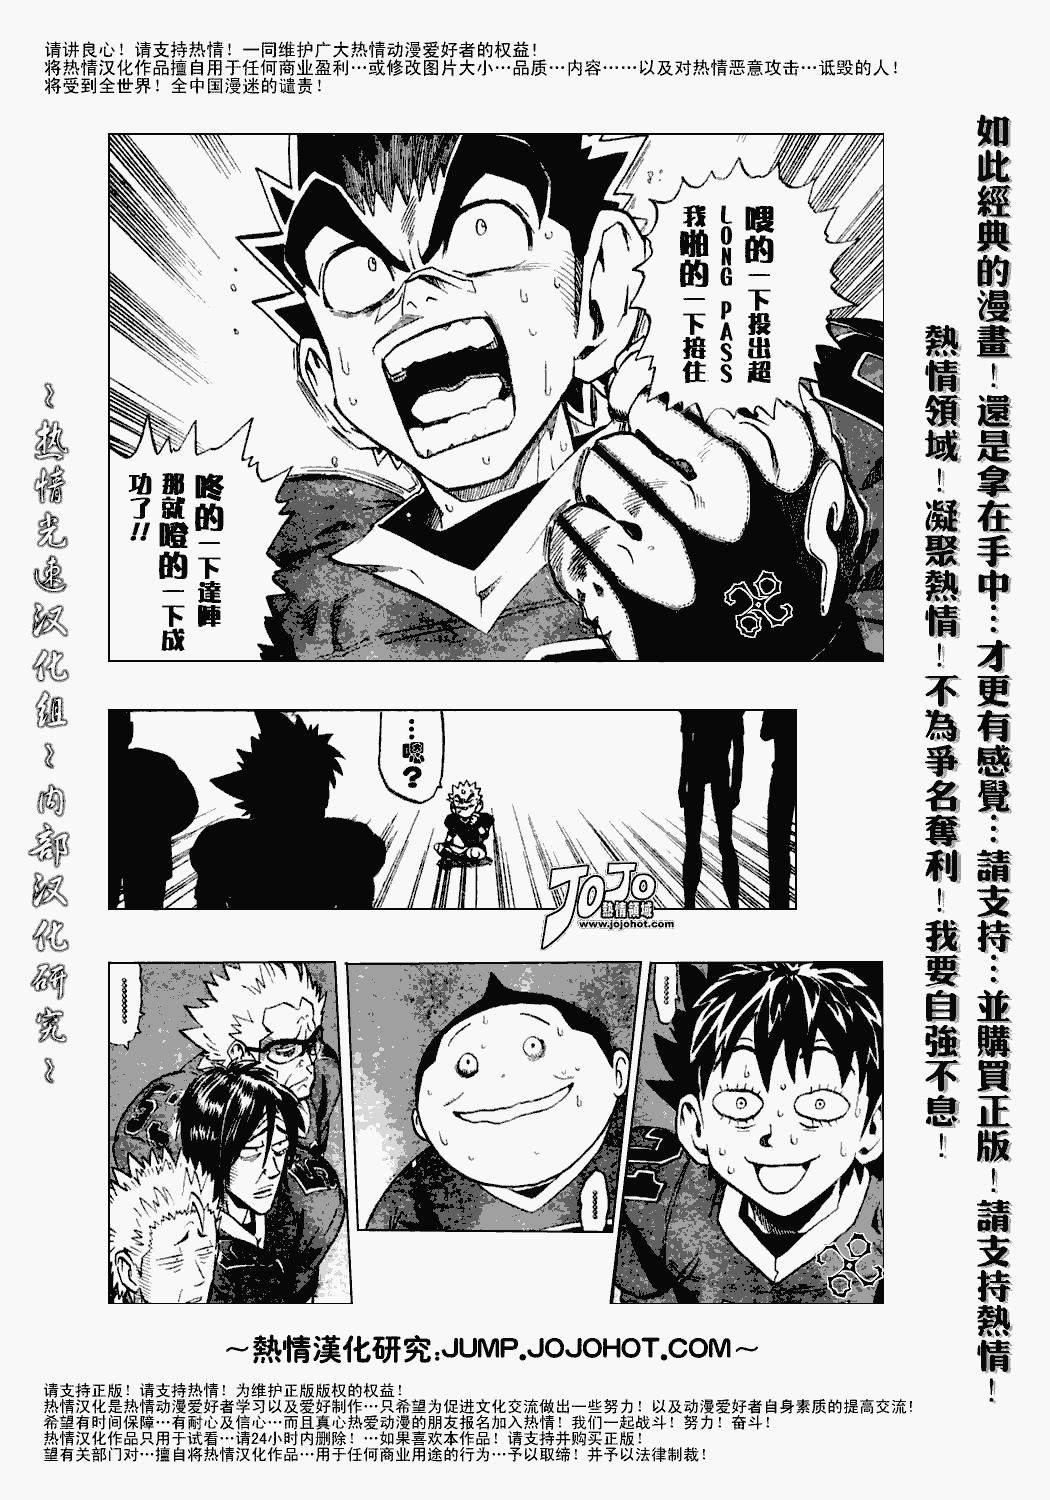 请讲良心！请支持热情！一同维护广大热情动漫爱好者的权益！
将热情汉化作品擅自用于任何商业盈利…或修改图片大小…品质…内容……以及对热情恶意攻击…诋毁的人！
将受到全世界！全中国漫迷的谴责！
如此經典的漫畫！還是拿在手中…才更有感覺…請支持…並購買正版！請支持熱情！
熱情領域！凝聚熱情！不為爭名奪利！我要自強不息！
嗖的一下投出超
LONG PASS
我啪的一下接住
咚的一下達陣
那就噔的一下成
功了!!
…嗯？
JOJO
熱情領域
www.jojohot.com
………
………
………
～热情光速汉化组～内部汉化研究～
～熱情漢化研究:JUMP.JOJOHOT.COM～
请支持正版！请支持热情！为维护正版版权的权益！
热情汉化是热情动漫爱好者学习以及爱好制作…只希望为促进文化交流做出一些努力！以及动漫爱好者自身素质的提高交流！
希望有时间保障…有耐心及信心…而且真心热爱动漫的朋友报名加入热情！我们一起战斗！努力！奋斗！
热情汉化作品只用于试看…请24小时内删除！…如果喜欢本作品！请支持并购买正版！
望有关部门对…擅自将热情汉化作品…用于任何商业用途的行为…予以取缔！并予以法律制裁！